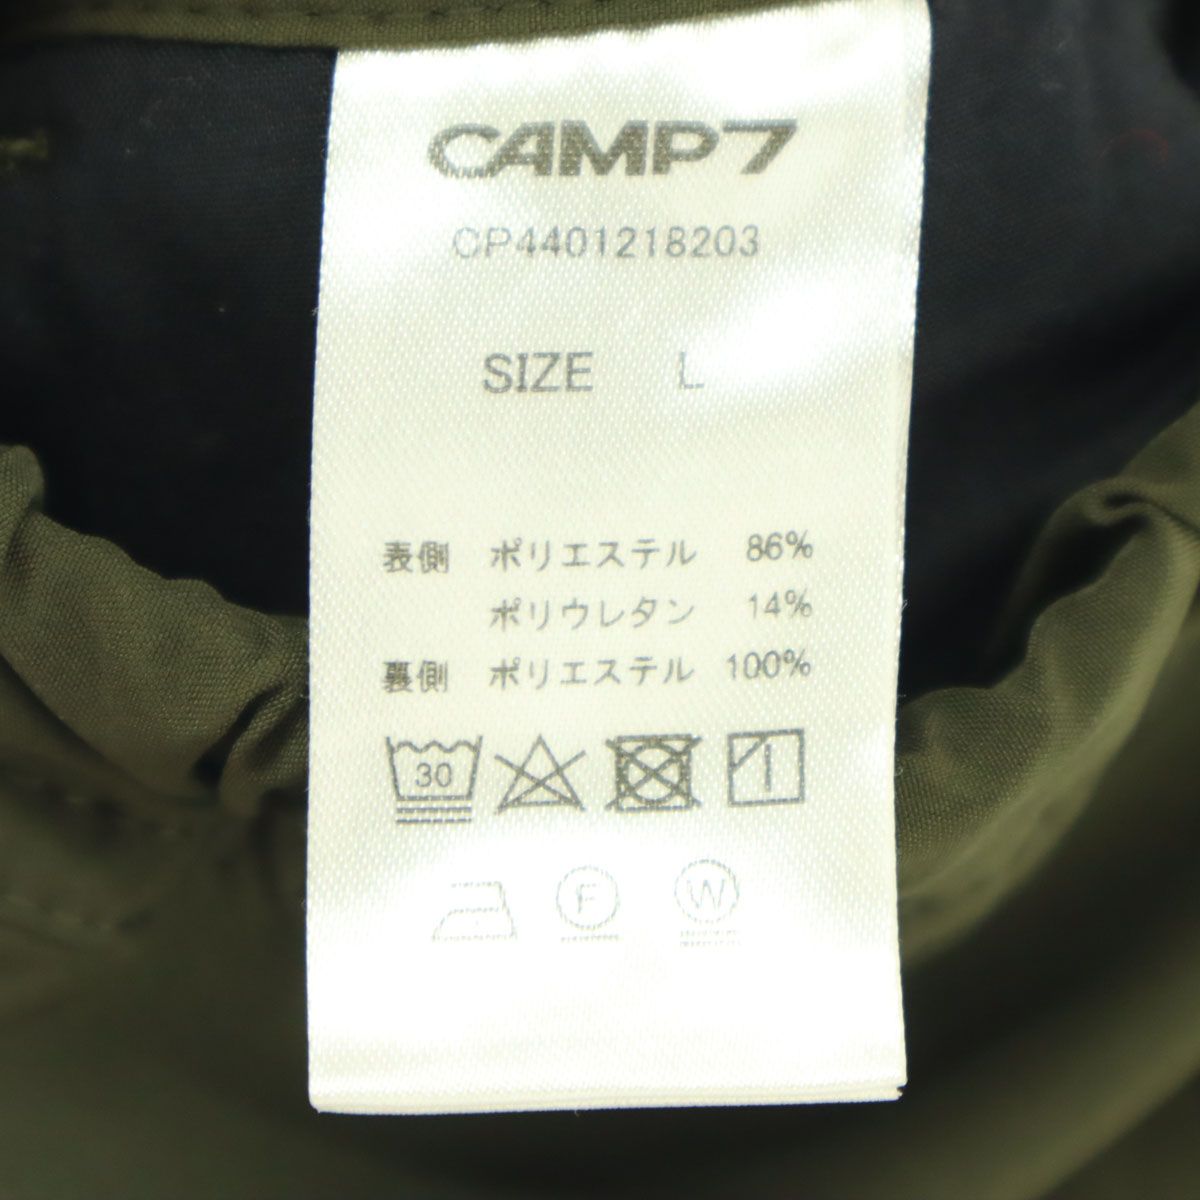 CAMP7
CP4401218203
SIZE L
表側 ポリエステル 86%
ポリウレタン 14%
裏側 ポリエステル 100%
30
F
W